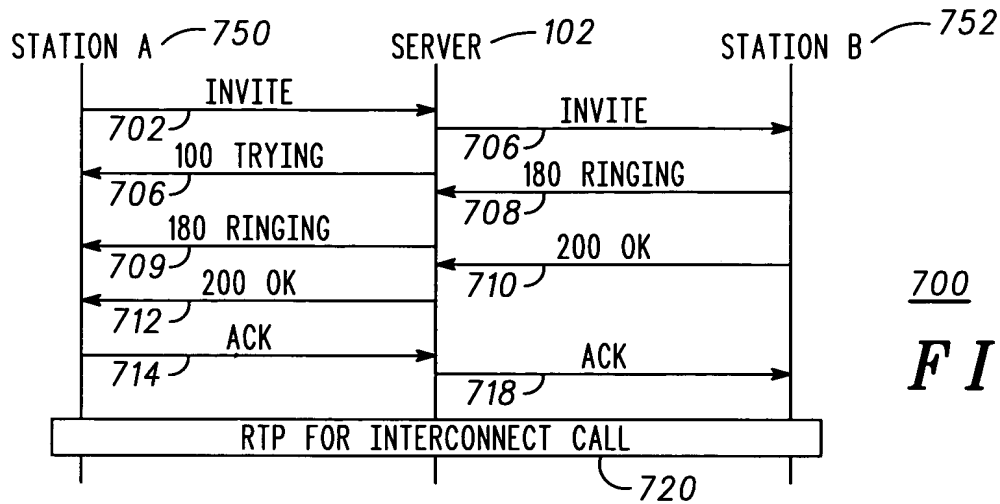 STATION A 750 SERVER 102 STATION B 752
INVITE
702
INVITE
706
100 TRYING
706
180 RINGING
708
180 RINGING
709
200 OK
710
200 OK
712
ACK
714
ACK
718
RTP FOR INTERCONNECT CALL
720
700
F I